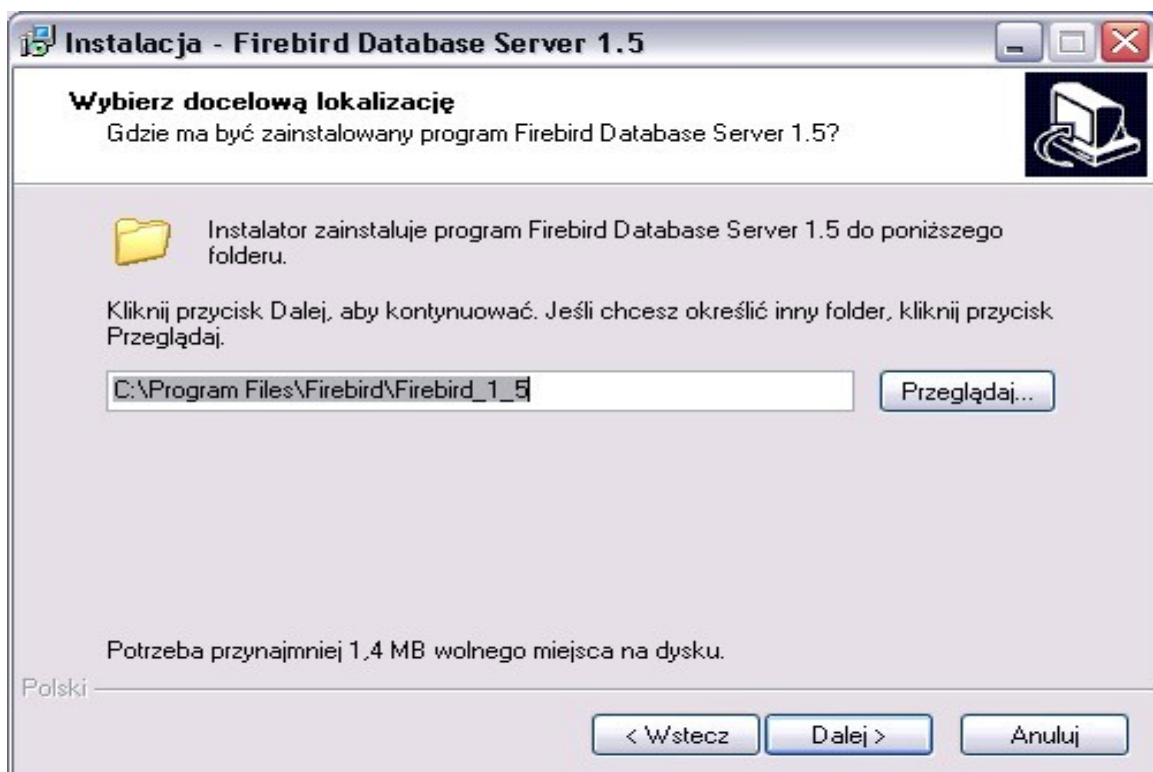 Instalacja - Firebird Database Server 1.5
Wybierz docelową lokalizację
Gdzie ma być zainstalowany program Firebird Database Server 1.5?
Instalator zainstaluje program Firebird Database Server 1.5 do poniższego
folderu.
Kliknij przycisk Dalej, aby kontynuować. Jeśli chcesz określić inny folder, kliknij przycisk
Przeglądaj.
C:\Program Files\Firebird\Firebird_1_5
Przeglądaj...
Potrzeba przynajmniej 1,4 MB wolnego miejsca na dysku.
Polski
< Wstecz
Dalej >
Anuluj